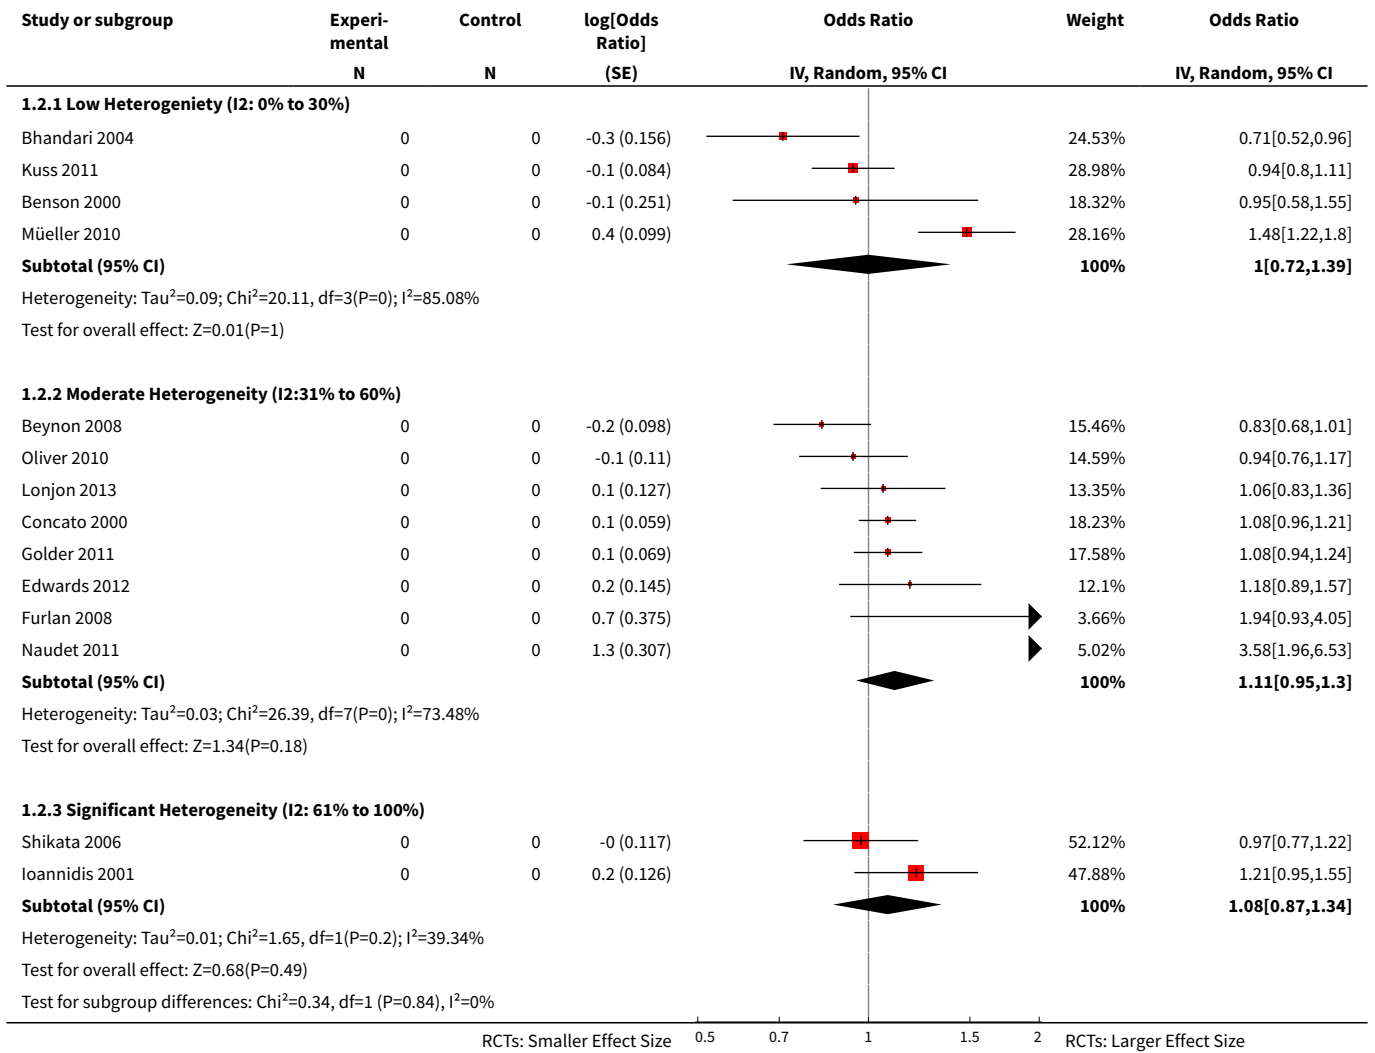 Study or subgroup Experi- Control log[Odds Odds Ratio Weight Odds Ratio
mental Ratio]
N N (SE) IV, Random, 95% CI IV, Random, 95% CI
1.2.1 Low Heterogeniety (I2: 0% to 30%)
Bhandari 2004 0 0 -0.3 (0.156) 24.53% 0.71[0.52,0.96]
Kuss 2011 0 0 -0.1 (0.084) 28.98% 0.94[0.8,1.11]
Benson 2000 0 0 -0.1 (0.251) 18.32% 0.95[0.58,1.55]
Müeller 2010 0 0 0.4 (0.099) 28.16% 1.48[1.22,1.8]
Subtotal (95% CI) 100% 1[0.72,1.39]
Heterogeneity: Tau²=0.09; Chi²=20.11, df=3(P=0); I²=85.08%
Test for overall effect: Z=0.01(P=1)
1.2.2 Moderate Heterogeneity (I2:31% to 60%)
Beynon 2008 0 0 -0.2 (0.098) 15.46% 0.83[0.68,1.01]
Oliver 2010 0 0 -0.1 (0.11) 14.59% 0.94[0.76,1.17]
Lonjon 2013 0 0 0.1 (0.127) 13.35% 1.06[0.83,1.36]
Concato 2000 0 0 0.1 (0.059) 18.23% 1.08[0.96,1.21]
Golder 2011 0 0 0.1 (0.069) 17.58% 1.08[0.94,1.24]
Edwards 2012 0 0 0.2 (0.145) 12.1% 1.18[0.89,1.57]
Furlan 2008 0 0 0.7 (0.375) 3.66% 1.94[0.93,4.05]
Naudet 2011 0 0 1.3 (0.307) 5.02% 3.58[1.96,6.53]
Subtotal (95% CI) 100% 1.11[0.95,1.3]
Heterogeneity: Tau²=0.03; Chi²=26.39, df=7(P=0); I²=73.48%
Test for overall effect: Z=1.34(P=0.18)
1.2.3 Significant Heterogeneity (I2: 61% to 100%)
Shikata 2006 0 0 -0 (0.117) 52.12% 0.97[0.77,1.22]
Ioannidis 2001 0 0 0.2 (0.126) 47.88% 1.21[0.95,1.55]
Subtotal (95% CI) 100% 1.08[0.87,1.34]
Heterogeneity: Tau²=0.01; Chi²=1.65, df=1(P=0.2); I²=39.34%
Test for overall effect: Z=0.68(P=0.49)
Test for subgroup differences: Chi²=0.34, df=1 (P=0.84), I²=0%
RCTs: Smaller Effect Size 0.5 0.7 1 1.5 2 RCTs: Larger Effect Size